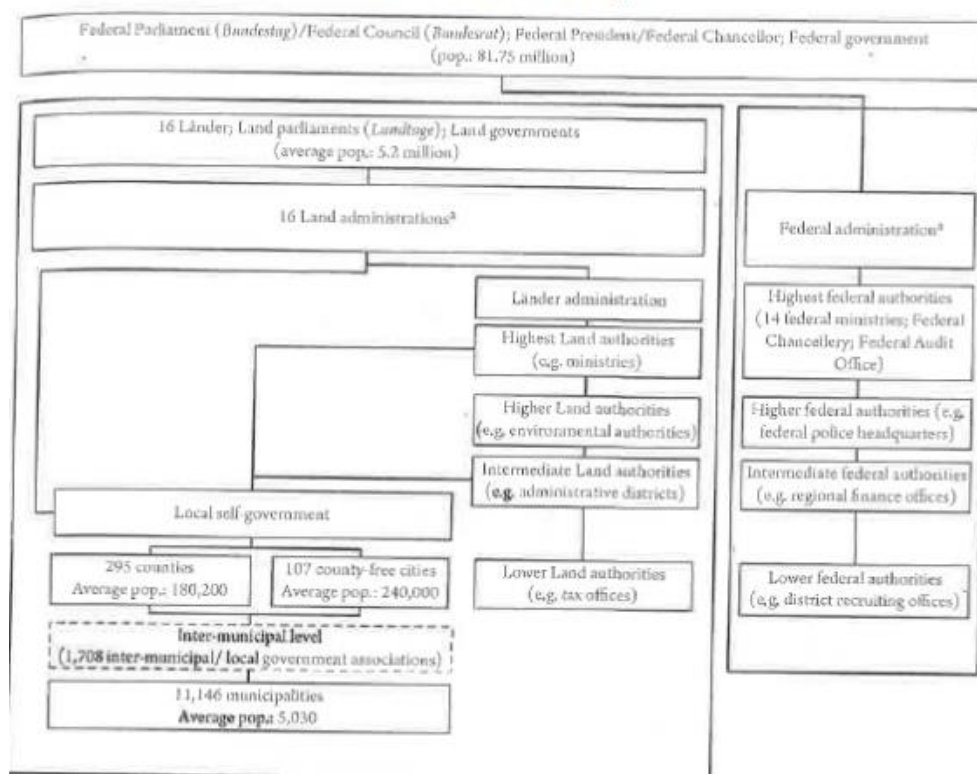 Federal Parliament (Bundestag)/Federal Council (Bundesrat); Federal President/Federal Chancellor; Federal government
(pop.: 81.75 million)
16 Länder; Land parliaments (Landtage); Land governments
(average pop.: 5.2 million)
16 Land administrationsᵃ
Federal administrationᵃ
Länder administration
Highest Land authorities
(e.g. ministries)
Higher Land authorities
(e.g. environmental authorities)
Intermediate Land authorities
(e.g. administrative districts)
Lower Land authorities
(e.g. tax offices)
Highest federal authorities
(14 federal ministries; Federal
Chancellery; Federal Audit
Office)
Higher federal authorities (e.g.
federal police headquarters)
Intermediate federal authorities
(e.g. regional finance offices)
Lower federal authorities
(e.g. district recruiting offices)
Local self-government
295 counties
Average pop.: 180,200
107 county-free cities
Average pop.: 240,000
Inter-municipal level
(1,708 inter-municipal/ local government associations)
11,146 municipalities
Average pop.: 5,030